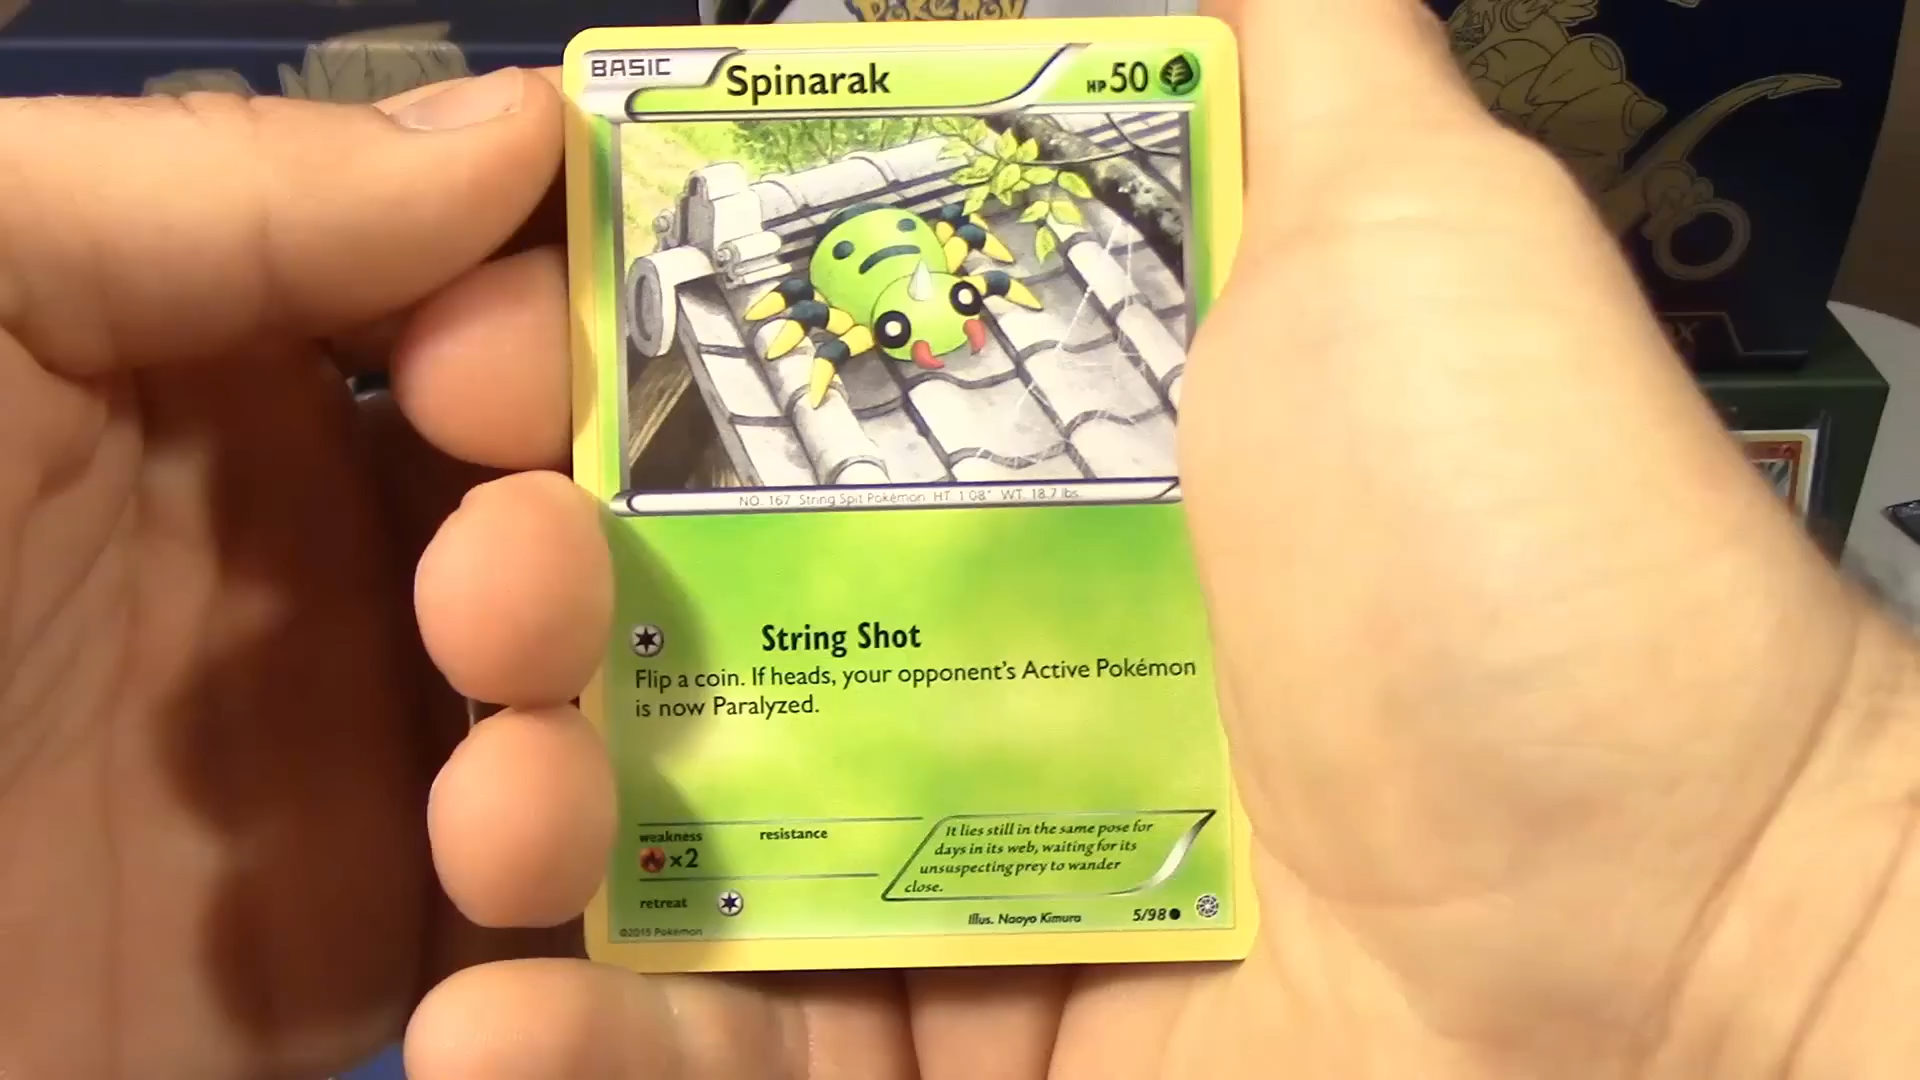 Pokémon
BASIC Spinarak HP 50
NO. 167 String Spit Pokémon HT. 1'08" WT. 18.7 lbs.
String Shot
Flip a coin. If heads, your opponent's Active Pokémon
is now Paralyzed.
weakness resistance
×2
It lies still in the same pose for
days in its web, waiting for its
unsuspecting prey to wander
close.
retreat
Illus. Naoyo Kimura 5/98
©2015 Pokémon